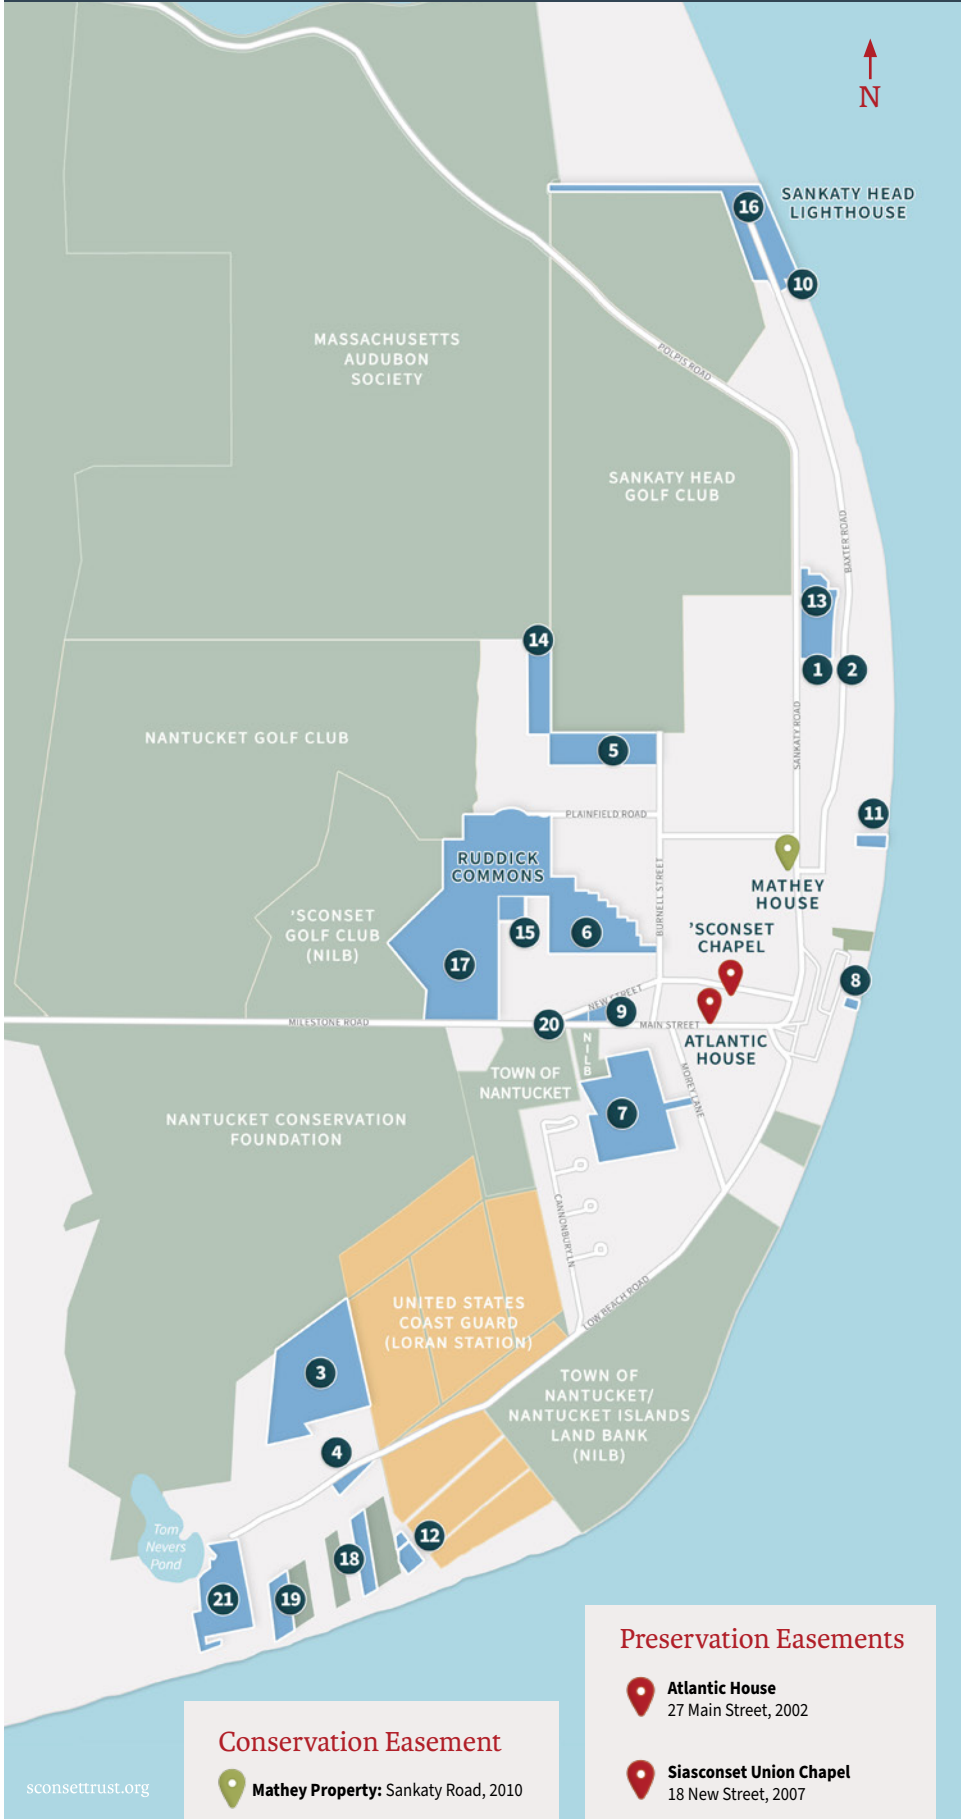 N
SANKATY HEAD
LIGHTHOUSE
16
10
MASSACHUSETTS
AUDUBON
SOCIETY
POLPIS ROAD
SANKATY HEAD
GOLF CLUB
BAXTER ROAD
13
14
1
2
NANTUCKET GOLF CLUB
5
SANKATY ROAD
11
PLAINFIELD ROAD
RUDDICK
COMMONS
MATHEY
HOUSE
BURNELL STREET
'SCONSET
GOLF CLUB
(NILB)
15
6
'SCONSET
CHAPEL
17
8
NEW STREET
9
20
MILESTONE ROAD
MAIN STREET
ATLANTIC
HOUSE
NILB
TOWN OF
NANTUCKET
MOREY LANE
7
NANTUCKET CONSERVATION
FOUNDATION
CANNONBURY LN
UNITED STATES
COAST GUARD
(LORAN STATION)
LOW BEACH ROAD
3
TOWN OF
NANTUCKET/
NANTUCKET ISLANDS
LAND BANK
(NILB)
4
Tom
Nevers
Pond
12
18
21
19
Preservation Easements
Atlantic House
27 Main Street, 2002
Siasconset Union Chapel
18 New Street, 2007
Conservation Easement
Mathey Property: Sankaty Road, 2010
sconsettrust.org